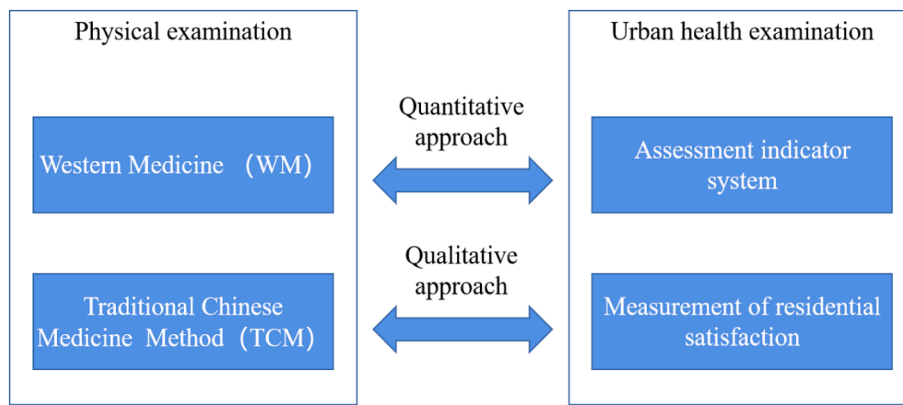 Physical examination
Urban health examination
Quantitative
approach
Western Medicine （WM）
Assessment indicator
system
Qualitative
approach
Traditional Chinese
Medicine Method（TCM）
Measurement of residential
satisfaction